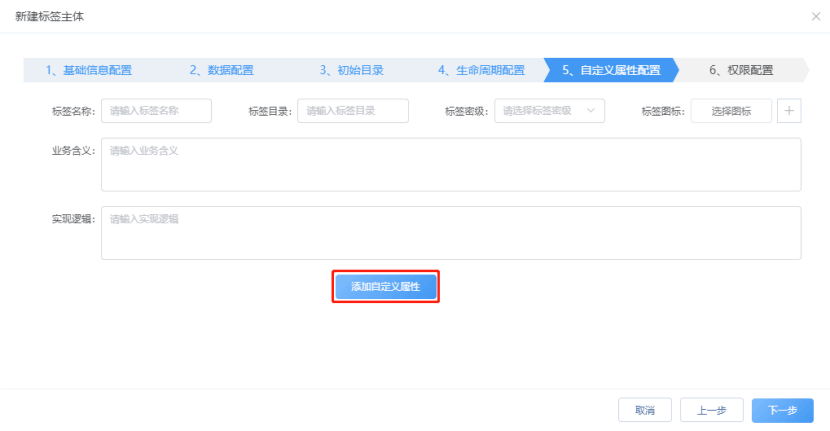 新建标签主体
1、基础信息配置 2、数据配置 3、初始目录 4、生命周期配置 5、自定义属性配置 6、权限配置
标签名称： 请输入标签名称 标签目录： 请输入标签目录 标签密级： 请选择标签密级 标签图标： 选择图标
业务含义： 请输入业务含义
实现逻辑： 请输入实现逻辑
添加自定义属性
取消 上一步 下一步